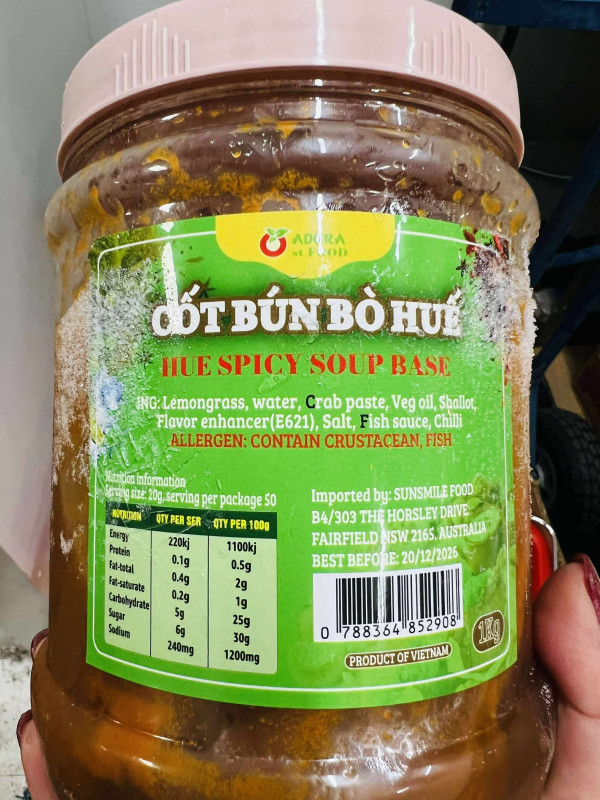 ADORA
SL FOOD
CỐT BÚN BÒ HUẾ
HUE SPICY SOUP BASE
ING: Lemongrass, water, Crab paste, Veg oil, Shallot,
Flavor enhancer(E621), Salt, Fish sauce, Chilli
ALLERGEN: CONTAIN CRUSTACEAN, FISH
Nutrition information
Serving size: 20g, serving per package 50
NUTRITION QTY PER SER QTY PER 100g
Energy 220kj 1100kj
Protein 0.1g 0.5g
Fat-total 0.4g 2g
Fat-saturate 0.2g 1g
Carbohydrate 5g 25g
Sugar 6g 30g
Sodium 240mg 1200mg
Imported by: SUNSMILE FOOD
B4/303 THE HORSLEY DRIVE.
FAIRFIELD NSW 2165. AUSTRALIA
BEST BEFORE: 20/12/2026
0 788364 852908
1Kg
PRODUCT OF VIETNAM